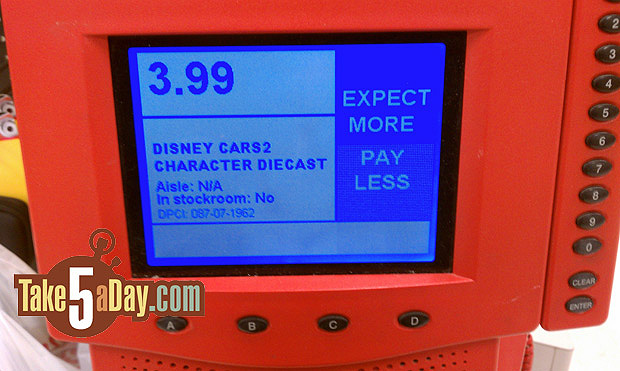 3.99
EXPECT
MORE
PAY
LESS
DISNEY CARS2
CHARACTER DIECAST
Aisle: N/A
In stockroom: No
DPCI: 087-07-1962
2
3
4
5
6
7
8
9
0
CLEAR
ENTER
A B C D
Take5aDay.com